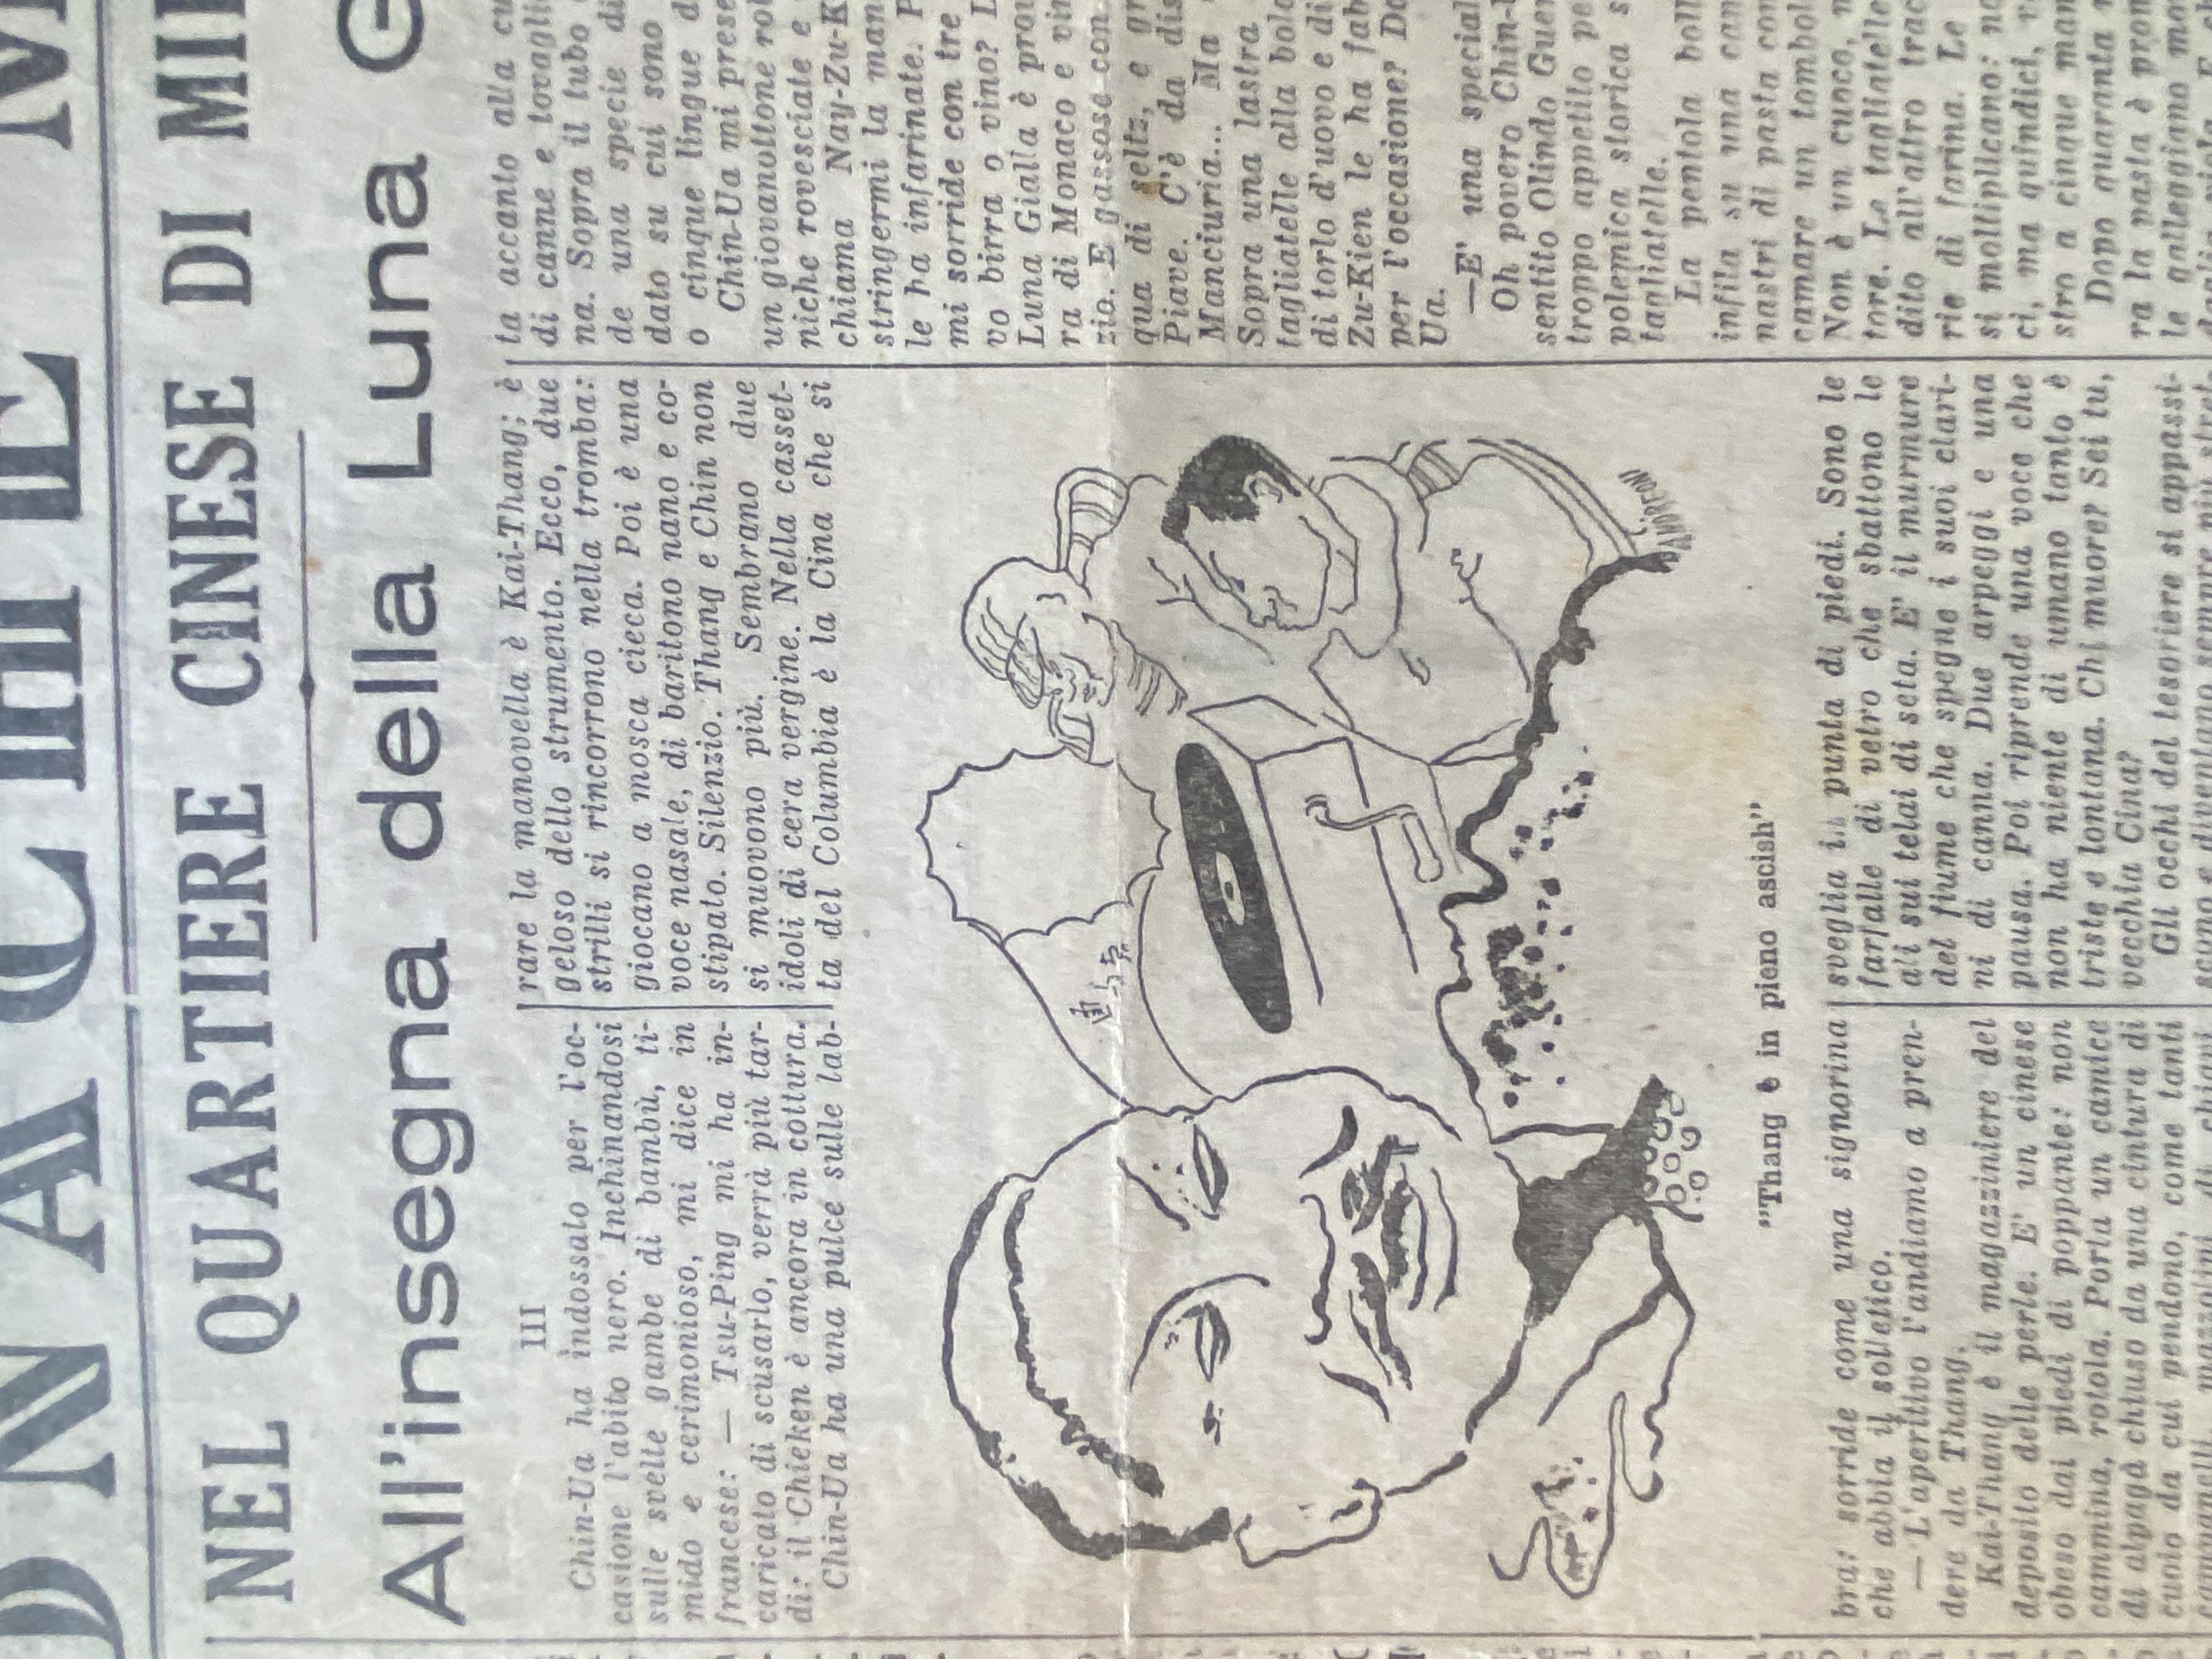 NACHE M
NEL QUARTIERE CINESE DI MI
All'insegna della Luna G
III
Chin-Ua ha indossato per l'oc-
casione l'abito nero. Inchinandosi
sulle svelte gambe di bambù, ti-
mido e cerimonioso, mi dice in
francese: — Tsu-Ping mi ha in-
caricato di scusarlo, verrà più tar-
di: il Chieken è ancora in cottura.
Chin-Ua ha una pulce sulle lab-
bra: sorride come una signorina
che abbia il solletico.
— L'aperitivo l'andiamo a pren-
dere da Thang.
Kai-Thang è il magazziniere del
deposito delle perle. E' un cinese
obeso dai piedi di poppante: non
cammina, rotola. Porta un camice
di alpagà chiuso da una cintura di
cuoio da cui pendono, come tanti
rare la manovella è Kai-Thang; è
geloso dello strumento. Ecco, due
strilli si rincorrono nella tromba:
giocano a mosca cieca. Poi è una
voce nasale, di baritono nano e co-
stipato. Silenzio. Thang e Chin non
si muovono più. Sembrano due
idoli di cera vergine. Nella casset-
ta del Columbia è la Cina che si
ANDREONI
"Thang è in pieno ascish"
sveglia in punta di piedi. Sono le
farfalle di vetro che sbattono le
ali sui telai di seta. E' il murmure
del fiume che spegne i suoi clari-
ni di canna. Due arpeggi e una
pausa. Poi riprende una voce che
non ha niente di umano tanto è
triste e lontana. Chi muore? Sei tu,
vecchia Cina?
Gli occhi del tesoriere si appassi-
ta accanto alla cu
di canne e tovagli
na. Sopra il tubo
de una specie di
dato su cui sono
o cinque lingue d
Chin-Ua mi prese
un giovanottone ro
niche rovesciate e
chiama Nay-Zu-K
stringermi la man
le ha infarinate. P
mi sorride con tre
vo birra o vino? L
Luna Gialla è prov
ra di Monaco e vin
zio. E gassose con
qua di seltz, e gr
Piave. C'è da dis
Manciuria... Ma
Sopra una lastra
tagliatelle alla bolo
di torlo d'uovo e di
Zu-Kien le ha fab
per l'occasione? Do
Ua.
—E' una special
Oh povero Chin-
sentito Olindo Guer
troppo appetito pe
polemica storica s
tagliatelle.
La pentola boll
infila su una can
nastri di pasta con
camare un tombol
Non è un cuoco, n
tore. Le tagliatelle
dito all'altro trac
rie di farina. Le
si moltiplicano: no
ci, ma quindici, v
stro a cinque man
Dopo quaranta
ra la pasta è pron
le galleggiano mor